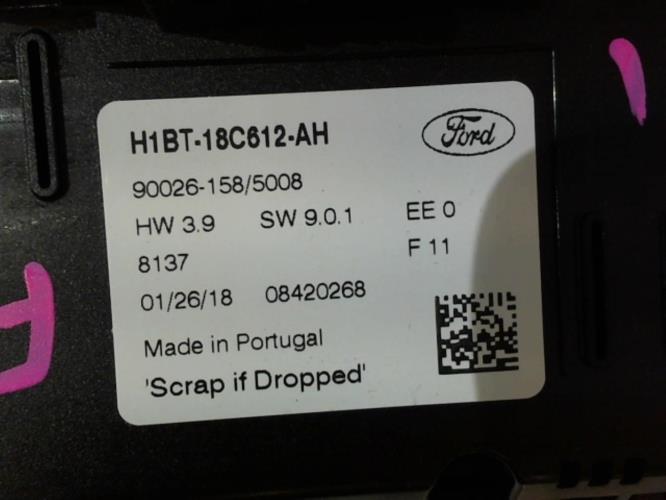 H1BT-18C612-AH
Ford
90026-158/5008
HW 3.9 SW 9.0.1 EE 0
8137 F 11
01/26/18 08420268
Made in Portugal
'Scrap if Dropped'